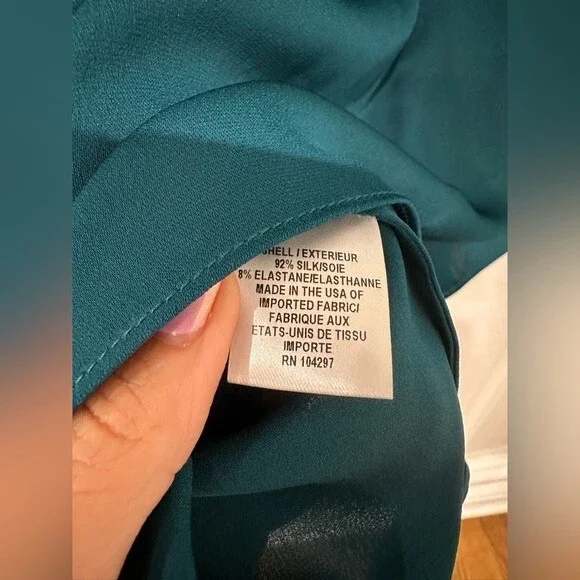 SHELL / EXTERIEUR
92% SILK/SOIE
8% ELASTANE/ELASTHANNE
MADE IN THE USA OF
IMPORTED FABRIC/
FABRIQUE AUX
ETATS-UNIS DE TISSU
IMPORTE
RN 104297